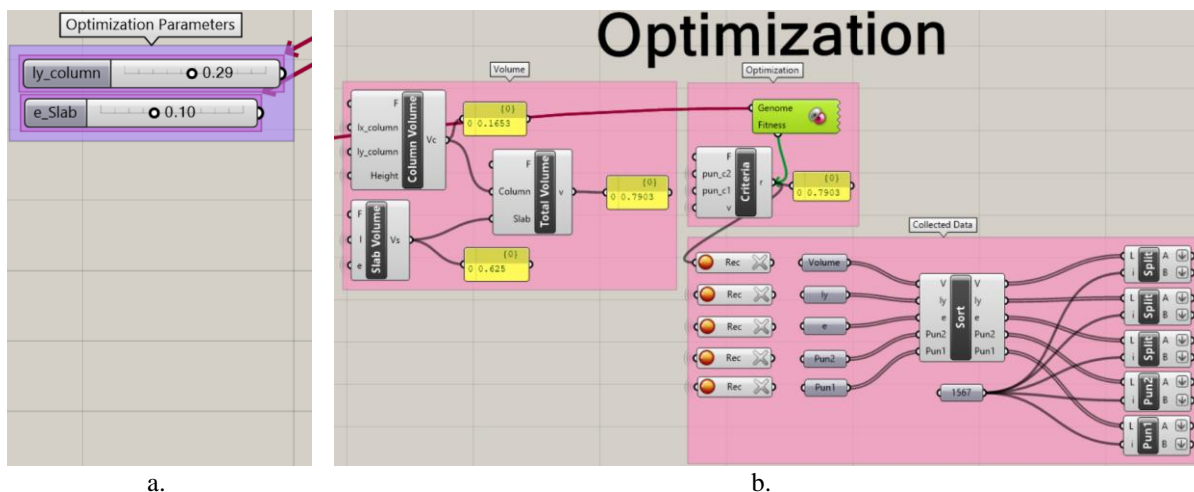 Optimization Parameters
ly_column 0.29
e_Slab 0.10
a.
Optimization
Volume
F
lx_column
ly_column
Height
Column Volume
Vc
{0}
0 0.1653
F
Column
Slab
Total Volume
v
{0}
0 0.7903
F
l
e
Slab Volume
Vs
{0}
0 0.625
Optimization
Genome
Fitness
F
pun_c2
pun_c1
v
Criteria
r
{0}
0 0.7903
Collected Data
Rec
Rec
Rec
Rec
Rec
Volume
ly
e
Pun2
Pun1
V
ly
e
Pun2
Pun1
Sort
V
ly
e
Pun2
Pun1
1567
L
i
Split
A
B
L
i
Split
A
B
L
i
Split
A
B
L
i
Pun2
A
B
L
i
Pun1
A
B
b.